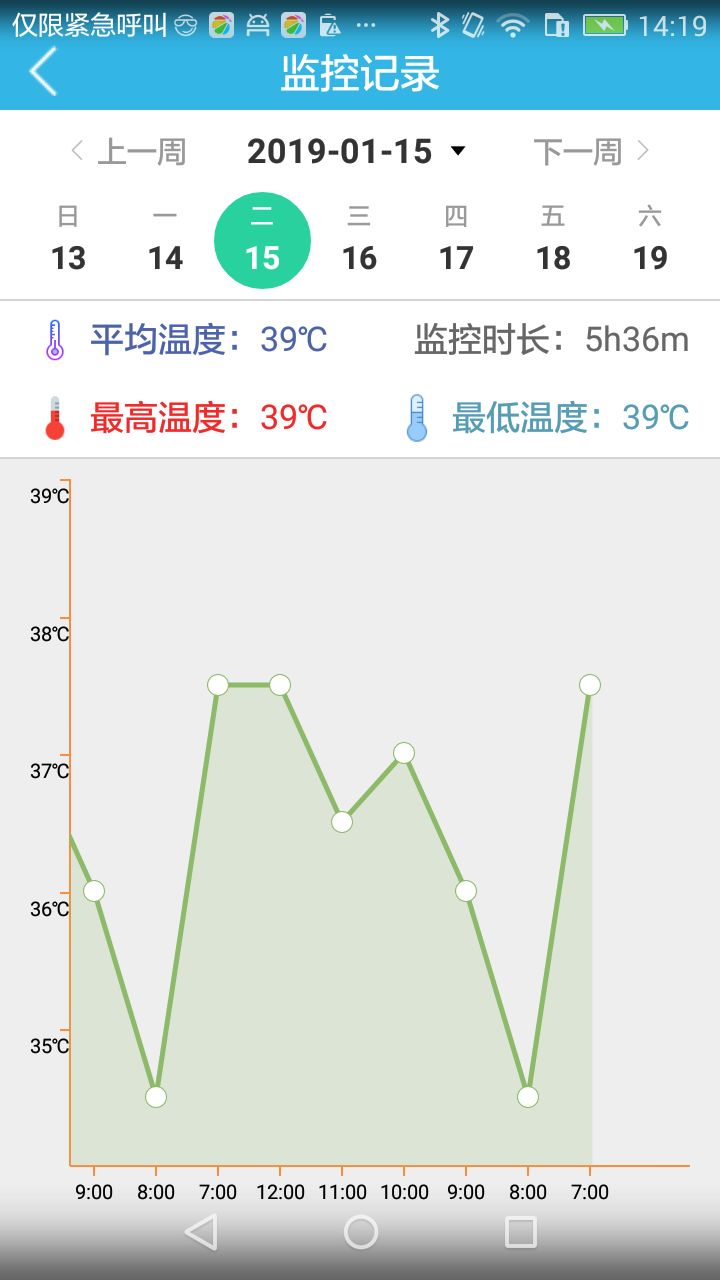 仅限紧急呼叫 ... 14:19
监控记录
上一周 2019-01-15 下一周
日 一 二 三 四 五 六
13 14 15 16 17 18 19
平均温度：39℃ 监控时长：5h36m
最高温度：39℃ 最低温度：39℃
39℃
38℃
37℃
36℃
35℃
9:00 8:00 7:00 12:00 11:00 10:00 9:00 8:00 7:00